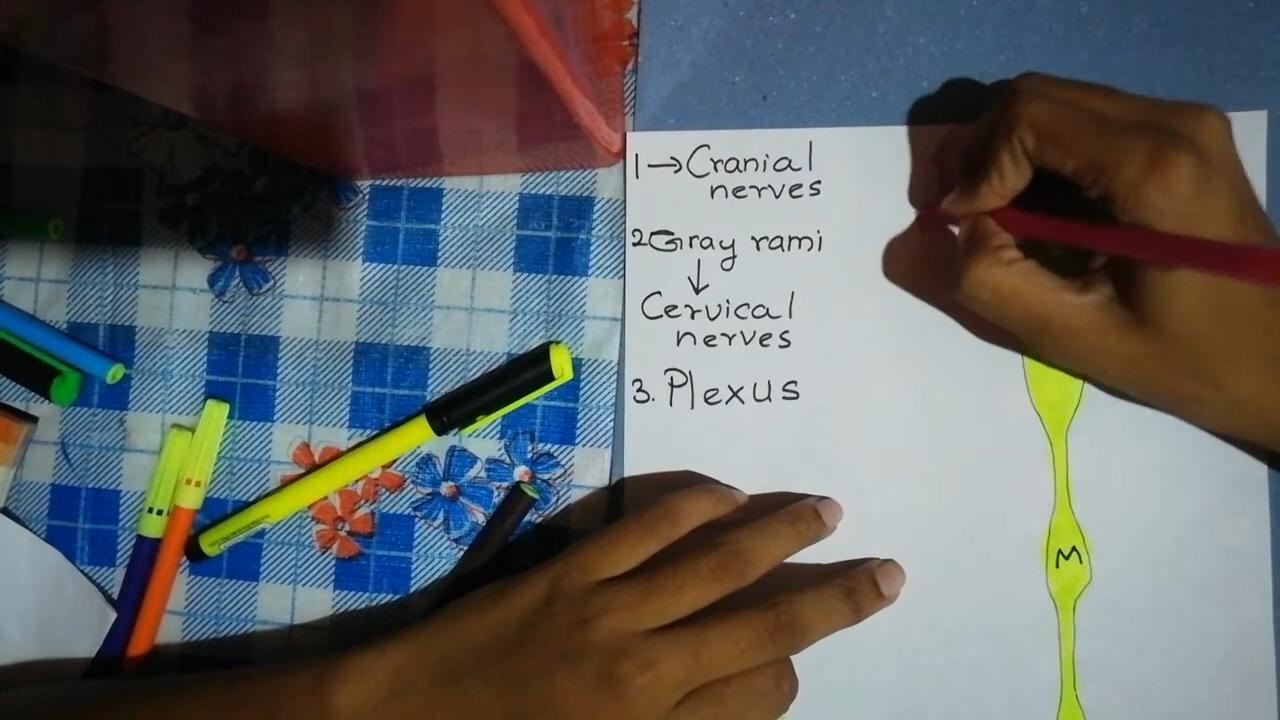 1→Cranial
nerves
2Gray rami
↓
Cervical
nerves
3. Plexus
M